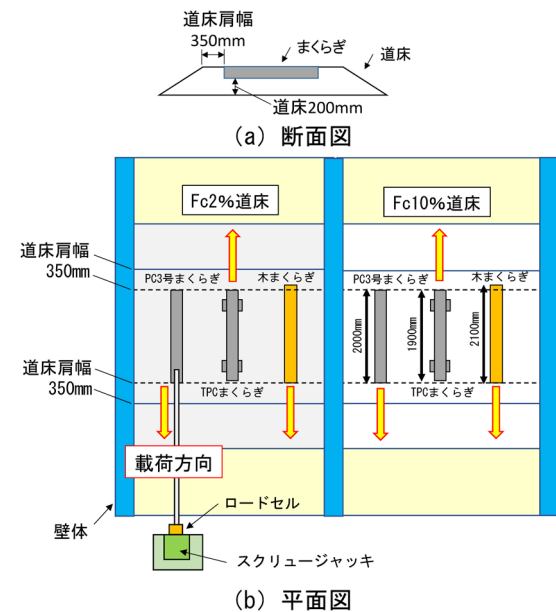 道床肩幅
350mm
まくらぎ
道床
道床200mm
(a) 断面図
Fc2%道床
Fc10%道床
道床肩幅
350mm
PC3号まくらぎ
木まくらぎ
PC3号まくらぎ
木まくらぎ
2000mm
1900mm
2100mm
道床肩幅
350mm
TPCまくらぎ
TPCまくらぎ
載荷方向
ロードセル
壁体
スクリュージャッキ
(b) 平面図